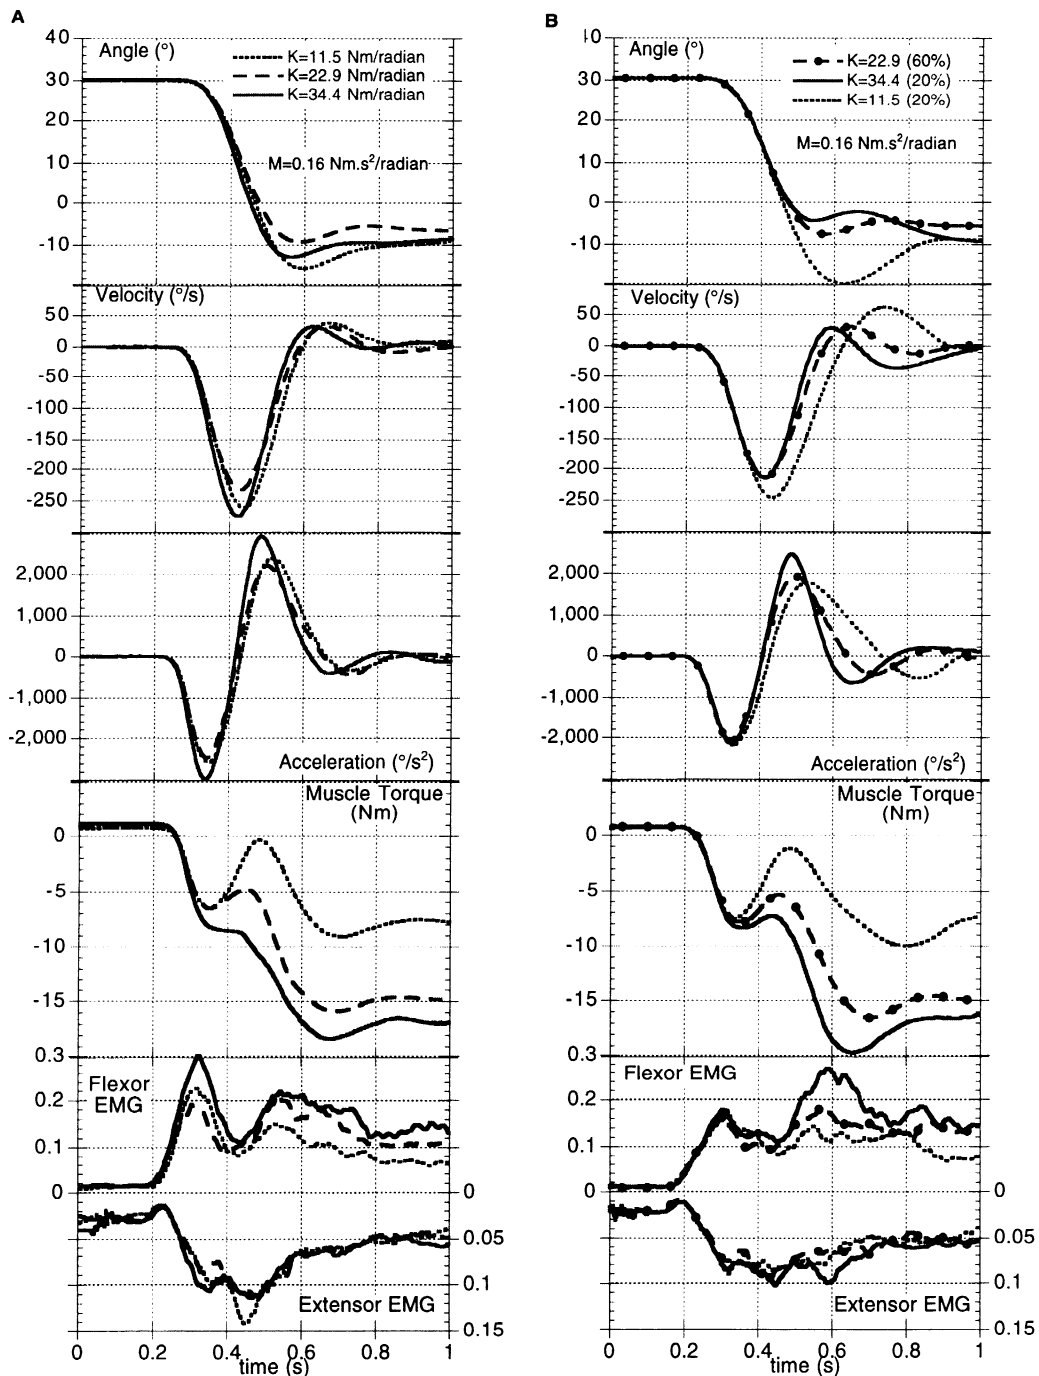 A
40
Angle (°)
K=11.5 Nm/radian
K=22.9 Nm/radian
K=34.4 Nm/radian
30
20
10
M=0.16 Nm.s²/radian
0
-10
Velocity (°/s)
50
0
-50
-100
-150
-200
-250
2,000
1,000
0
-1,000
-2,000
Acceleration (°/s²)
Muscle Torque
(Nm)
0
-5
-10
-15
0.3
Flexor
EMG
0.2
0.1
0
0
0.05
0.1
Extensor EMG
0.15
0
0.2
0.4
0.6
0.8
1
time (s)
B
10
Angle (°)
K=22.9 (60%)
K=34.4 (20%)
K=11.5 (20%)
30
20
10
M=0.16 Nm.s²/radian
0
-10
Velocity (°/s)
50
0
-50
-100
-150
-200
-250
2,000
1,000
0
-1,000
-2,000
Acceleration (°/s²)
Muscle Torque
(Nm)
0
-5
-10
-15
0.3
Flexor EMG
0.2
0.1
0
0
0.05
0.1
Extensor EMG
0.15
0
0.2
0.4
0.6
0.8
1
time (s)